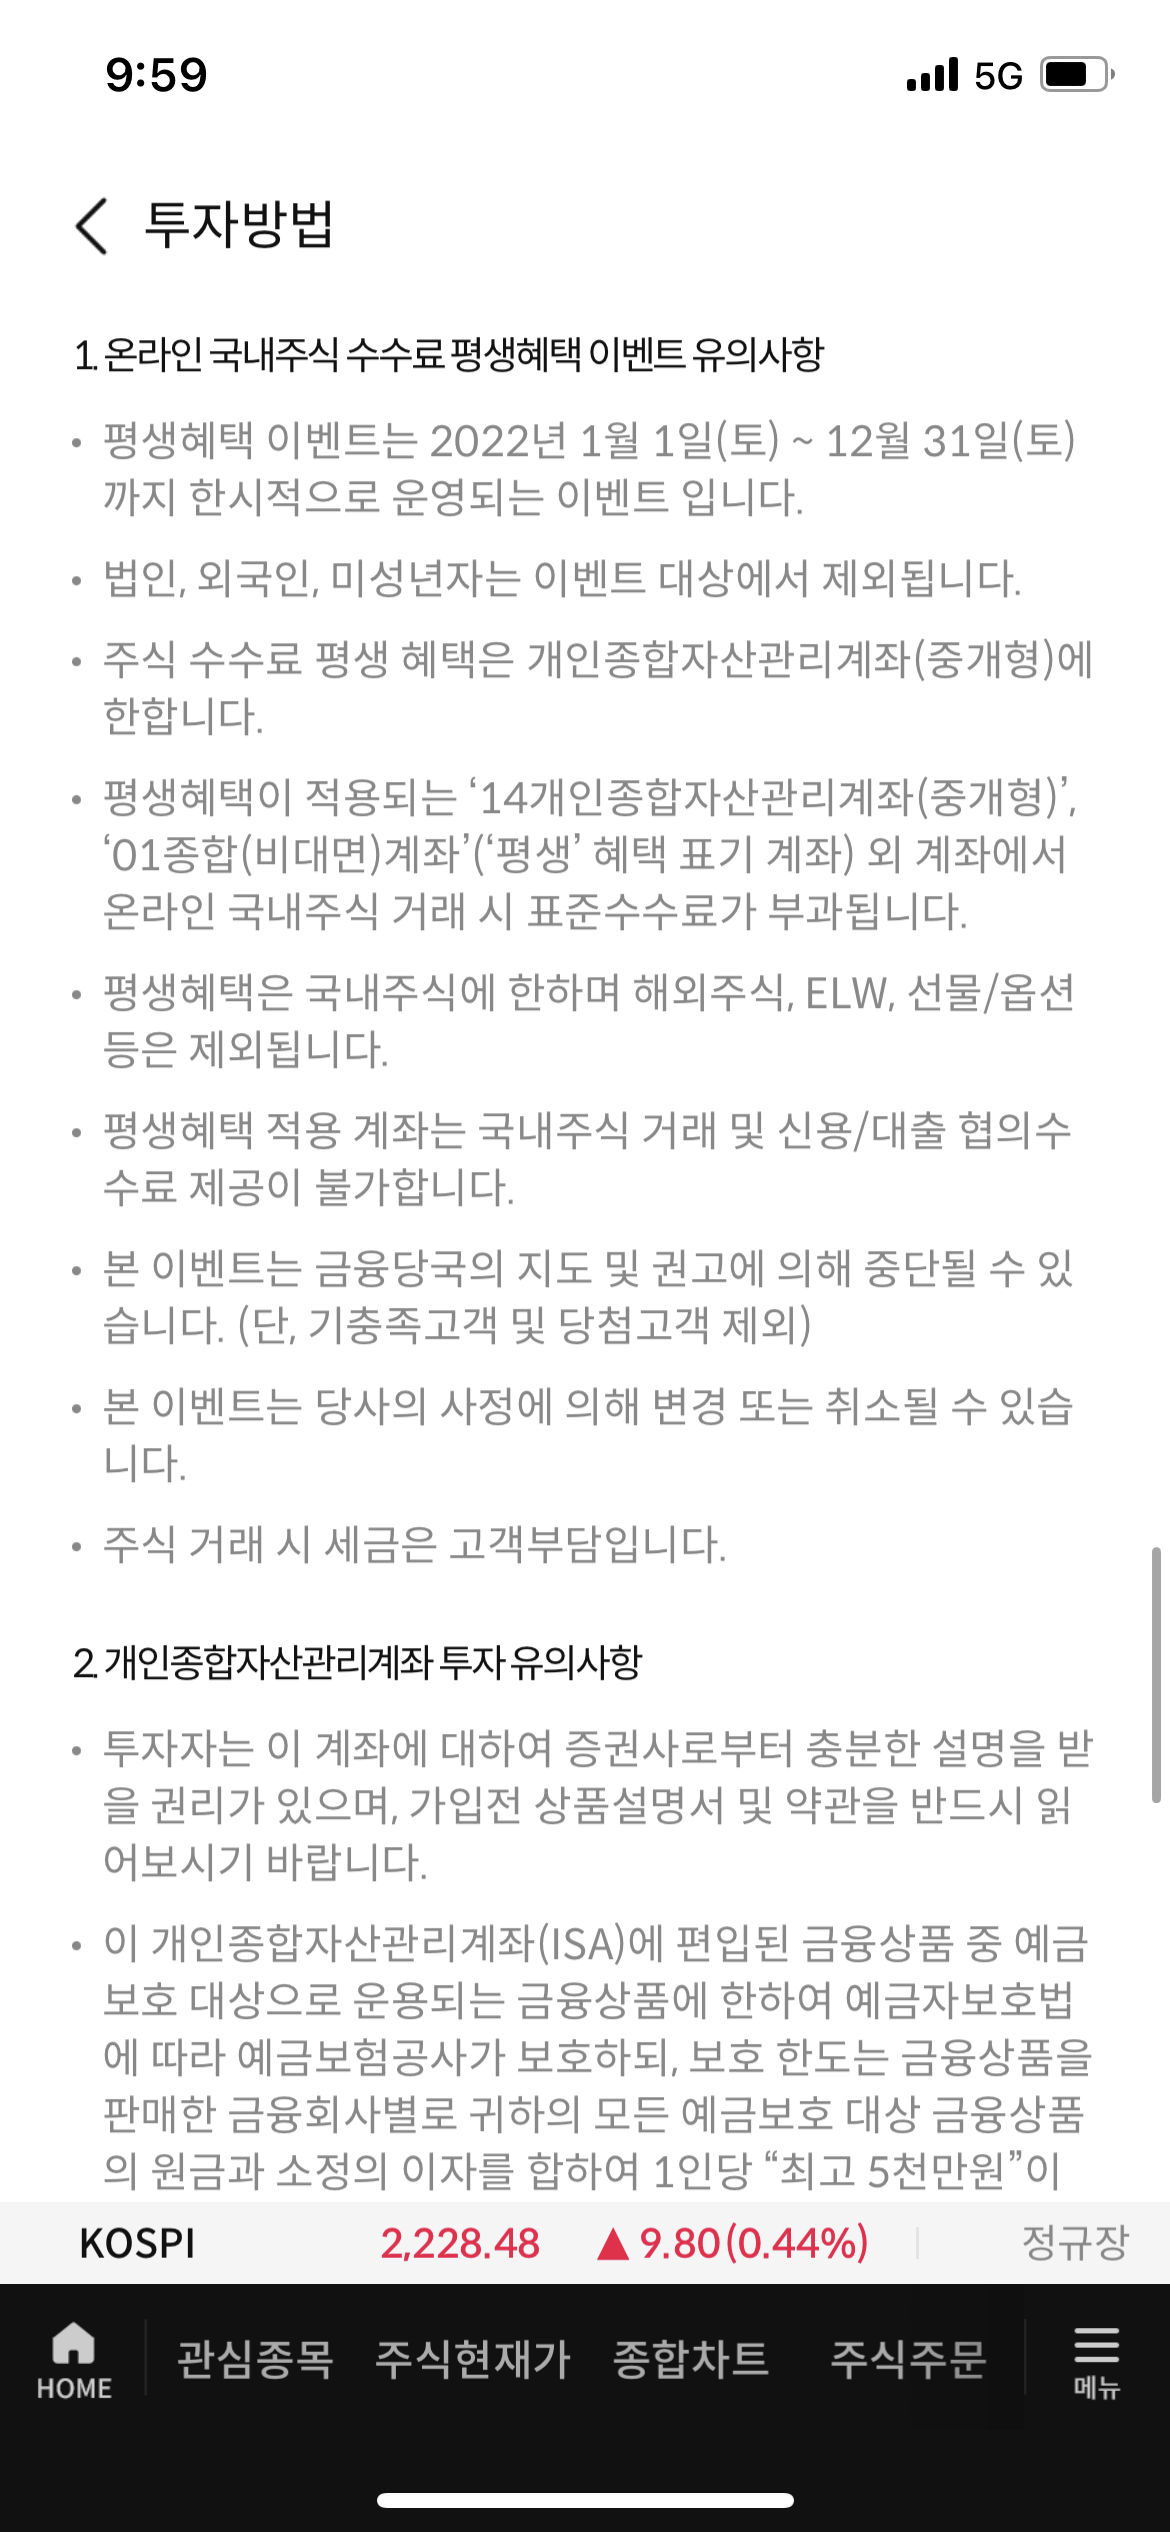 9:59
5G
투자방법
1. 온라인 국내주식 수수료 평생혜택 이벤트 유의사항
• 평생혜택 이벤트는 2022년 1월 1일(토) ~ 12월 31일(토)
까지 한시적으로 운영되는 이벤트 입니다.
• 법인, 외국인, 미성년자는 이벤트 대상에서 제외됩니다.
• 주식 수수료 평생 혜택은 개인종합자산관리계좌(중개형)에
한합니다.
• 평생혜택이 적용되는 ‘14개인종합자산관리계좌(중개형)’,
‘01종합(비대면)계좌’(‘평생’ 혜택 표기 계좌) 외 계좌에서
온라인 국내주식 거래 시 표준수수료가 부과됩니다.
• 평생혜택은 국내주식에 한하며 해외주식, ELW, 선물/옵션
등은 제외됩니다.
• 평생혜택 적용 계좌는 국내주식 거래 및 신용/대출 협의수
수료 제공이 불가합니다.
• 본 이벤트는 금융당국의 지도 및 권고에 의해 중단될 수 있
습니다. (단, 기충족고객 및 당첨고객 제외)
• 본 이벤트는 당사의 사정에 의해 변경 또는 취소될 수 있습
니다.
• 주식 거래 시 세금은 고객부담입니다.
2. 개인종합자산관리계좌 투자 유의사항
• 투자자는 이 계좌에 대하여 증권사로부터 충분한 설명을 받
을 권리가 있으며, 가입전 상품설명서 및 약관을 반드시 읽
어보시기 바랍니다.
• 이 개인종합자산관리계좌(ISA)에 편입된 금융상품 중 예금
보호 대상으로 운용되는 금융상품에 한하여 예금자보호법
에 따라 예금보험공사가 보호하되, 보호 한도는 금융상품을
판매한 금융회사별로 귀하의 모든 예금보호 대상 금융상품
의 원금과 소정의 이자를 합하여 1인당 “최고 5천만원”이
KOSPI 2,228.48 ▲ 9.80(0.44%) 정규장
HOME 관심종목 주식현재가 종합차트 주식주문 메뉴